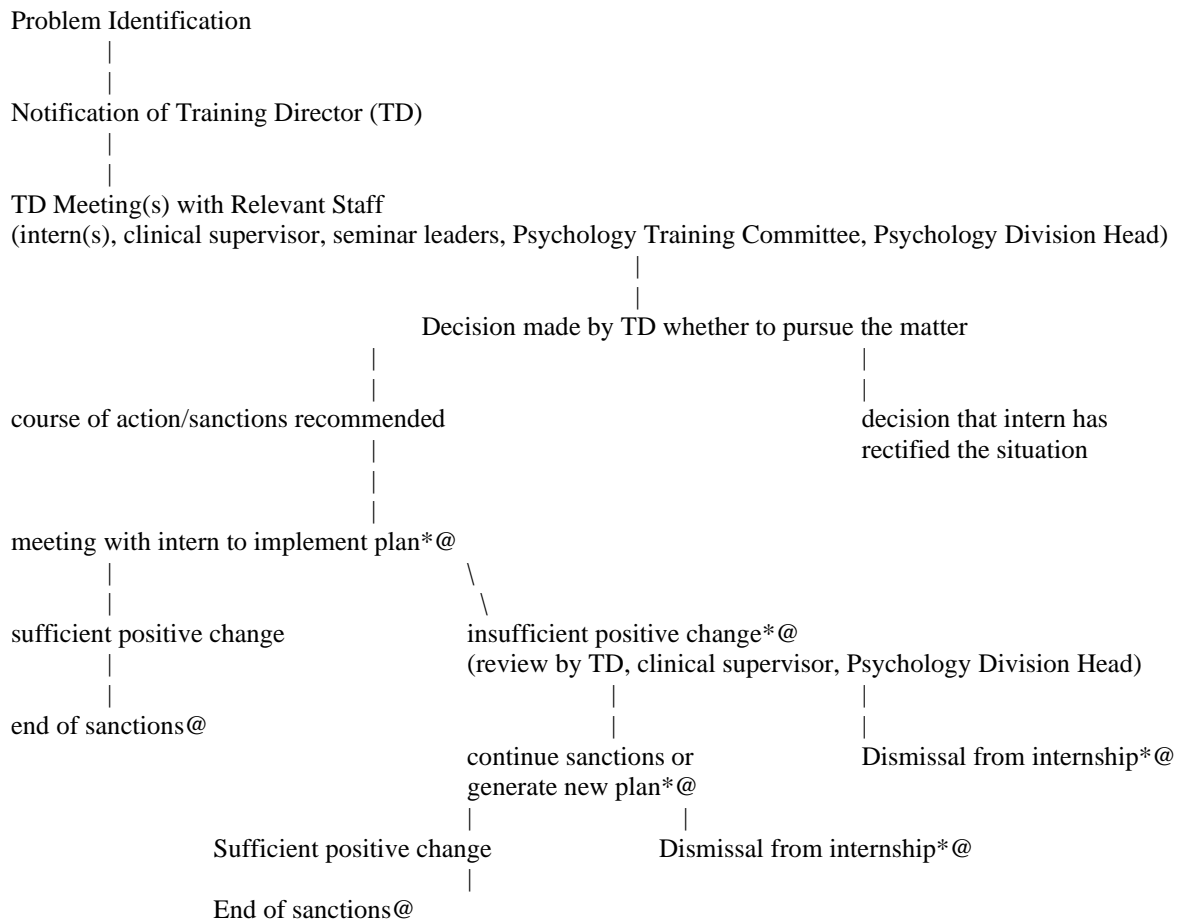 Problem Identification
Notification of Training Director (TD)
TD Meeting(s) with Relevant Staff
(intern(s), clinical supervisor, seminar leaders, Psychology Training Committee, Psychology Division Head)
Decision made by TD whether to pursue the matter
course of action/sanctions recommended
decision that intern has
rectified the situation
meeting with intern to implement plan*@
sufficient positive change
insufficient positive change*@
(review by TD, clinical supervisor, Psychology Division Head)
end of sanctions@
continue sanctions or
generate new plan*@
Dismissal from internship*@
Sufficient positive change
Dismissal from internship*@
End of sanctions@